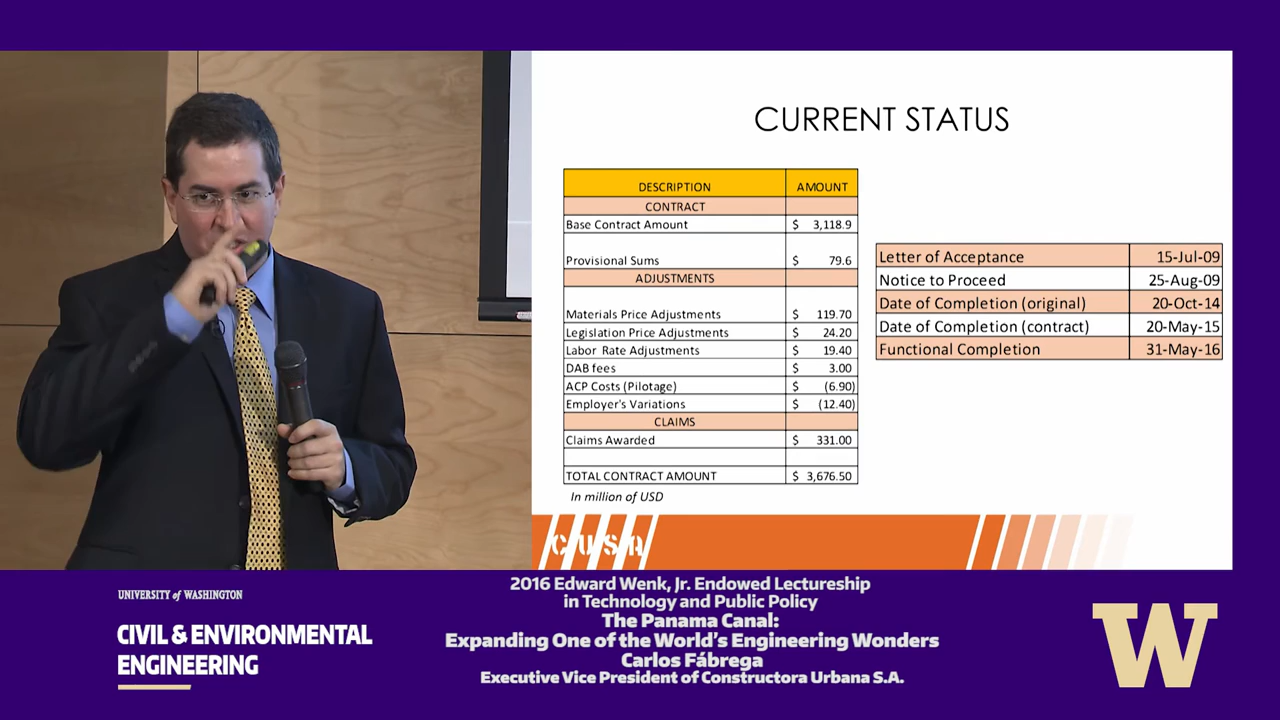 CURRENT STATUS
DESCRIPTION AMOUNT
CONTRACT
Base Contract Amount $ 3,118.9
Provisional Sums $ 79.6
ADJUSTMENTS
Materials Price Adjustments $ 119.70
Legislation Price Adjustments $ 24.20
Labor Rate Adjustments $ 19.40
DAB fees $ 3.00
ACP Costs (Pilotage) $ (6.90)
Employer's Variations $ (12.40)
CLAIMS
Claims Awarded $ 331.00
TOTAL CONTRACT AMOUNT $ 3,676.50
In million of USD
Letter of Acceptance 15-Jul-09
Notice to Proceed 25-Aug-09
Date of Completion (original) 20-Oct-14
Date of Completion (contract) 20-May-15
Functional Completion 31-May-16
CUSA
UNIVERSITY of WASHINGTON
CIVIL & ENVIRONMENTAL
ENGINEERING
2016 Edward Wenk, Jr. Endowed Lectureship
in Technology and Public Policy
The Panama Canal:
Expanding One of the World's Engineering Wonders
Carlos Fábrega
Executive Vice President of Constructora Urbana S.A.
W